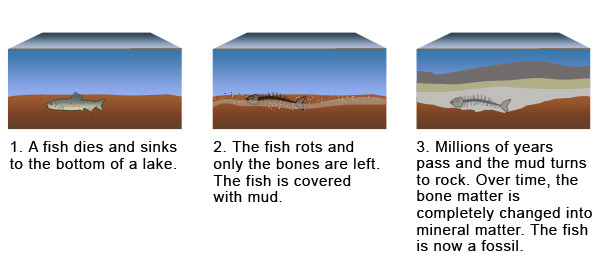 1. A fish dies and sinks
to the bottom of a lake.
2. The fish rots and
only the bones are left.
The fish is covered
with mud.
3. Millions of years
pass and the mud turns
to rock. Over time, the
bone matter is
completely changed into
mineral matter. The fish
is now a fossil.